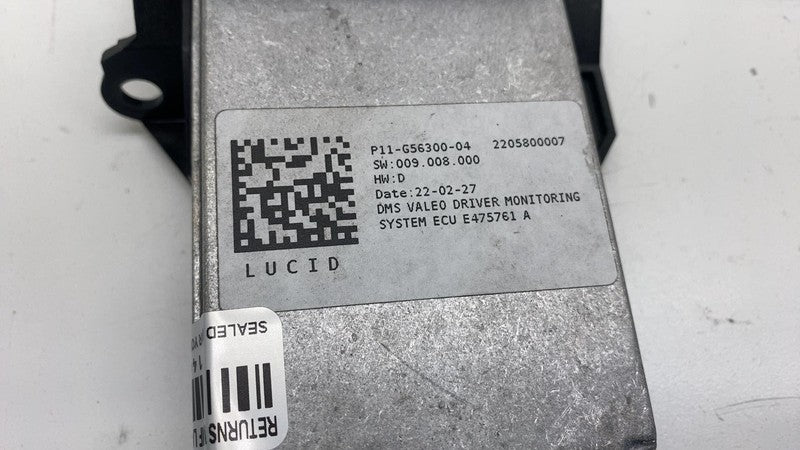 P11-G56300-04 2205800007
SW:009.008.000
HW:D
Date:22-02-27
DMS VALEO DRIVER MONITORING
SYSTEM ECU E475761 A
LUCID
RETURNS
SEALED